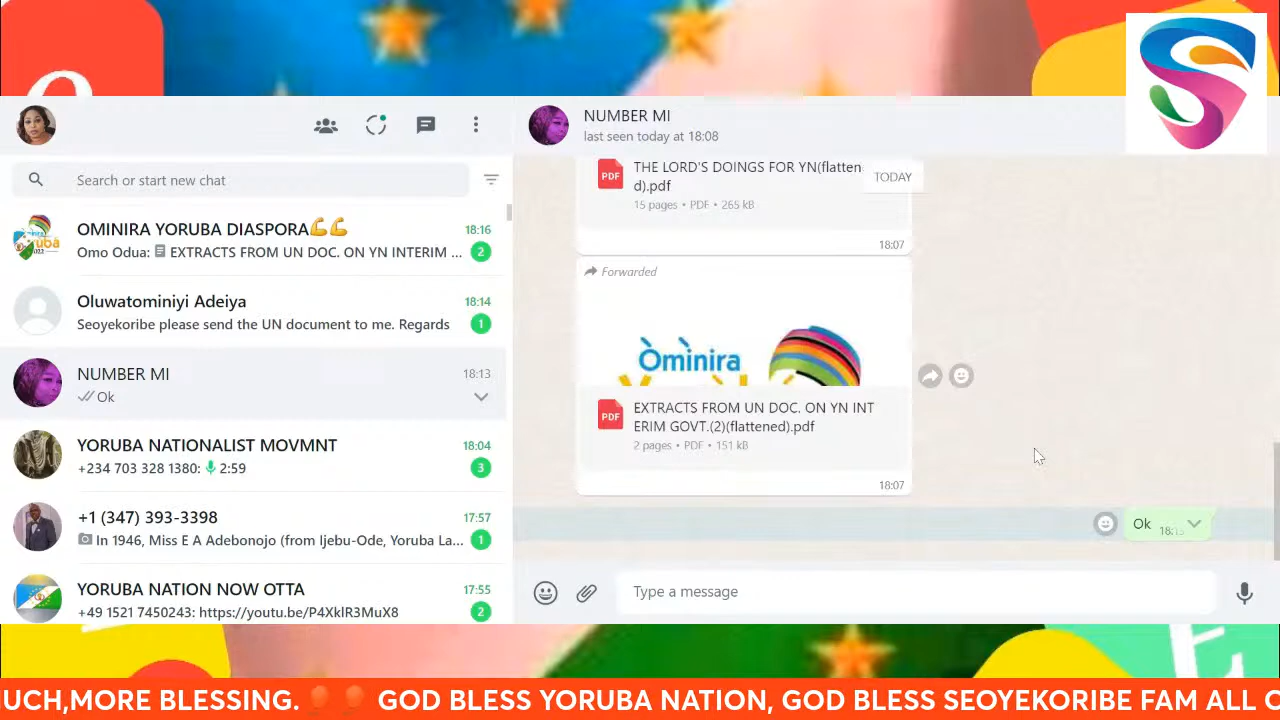 NUMBER MI
last seen today at 18:08
Search or start new chat
OMINIRA YORUBA DIASPORA💪💪
18:16
Omo Odua: EXTRACTS FROM UN DOC. ON YN INTERIM ...
2
Oluwatominiyi Adeiya
18:14
Seoyekoribe please send the UN document to me. Regards
1
NUMBER MI
18:13
Ok
YORUBA NATIONALIST MOVMNT
18:04
+234 703 328 1380: 2:59
3
+1 (347) 393-3398
17:57
In 1946, Miss E A Adebonojo (from Ijebu-Ode, Yoruba La...
1
YORUBA NATION NOW OTTA
17:55
+49 1521 7450243: https://youtu.be/P4XkIR3MuX8
2
PDF
THE LORD'S DOINGS FOR YN(flatten
d).pdf
TODAY
15 pages • PDF • 265 kB
18:07
Forwarded
Òminira
PDF
EXTRACTS FROM UN DOC. ON YN INT
ERIM GOVT.(2)(flattened).pdf
2 pages • PDF • 151 kB
18:07
Ok
Type a message
S
UCH,MORE BLESSING. GOD BLESS YORUBA NATION, GOD BLESS SEOYEKORIBE FAM ALL